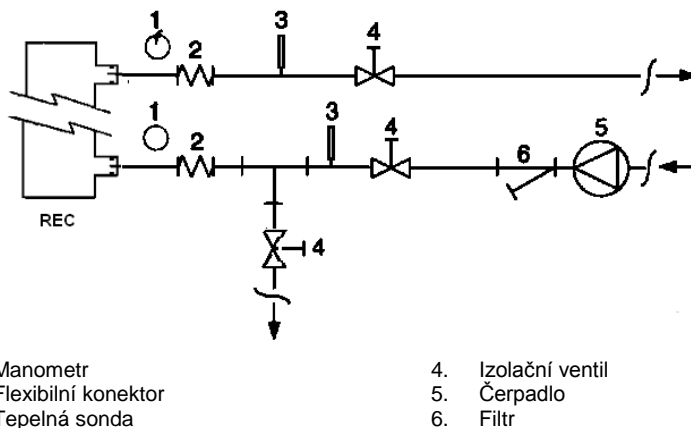 1 2 3 4
1 2 3 4 6 5
REC
4
Manometr
Flexibilní konektor
Tepelná sonda
4. Izolační ventil
5. Čerpadlo
6. Filtr